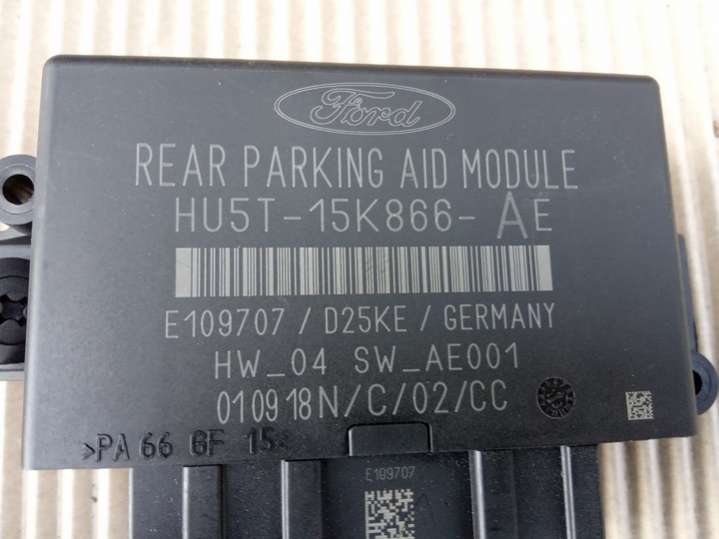 Ford
REAR PARKING AID MODULE
HU5T-15K866-AE
E109707 / D25KE / GERMANY
HW_04 SW_AE001
010918N/C/02/CC
>PA 66 GF 15<
E109707